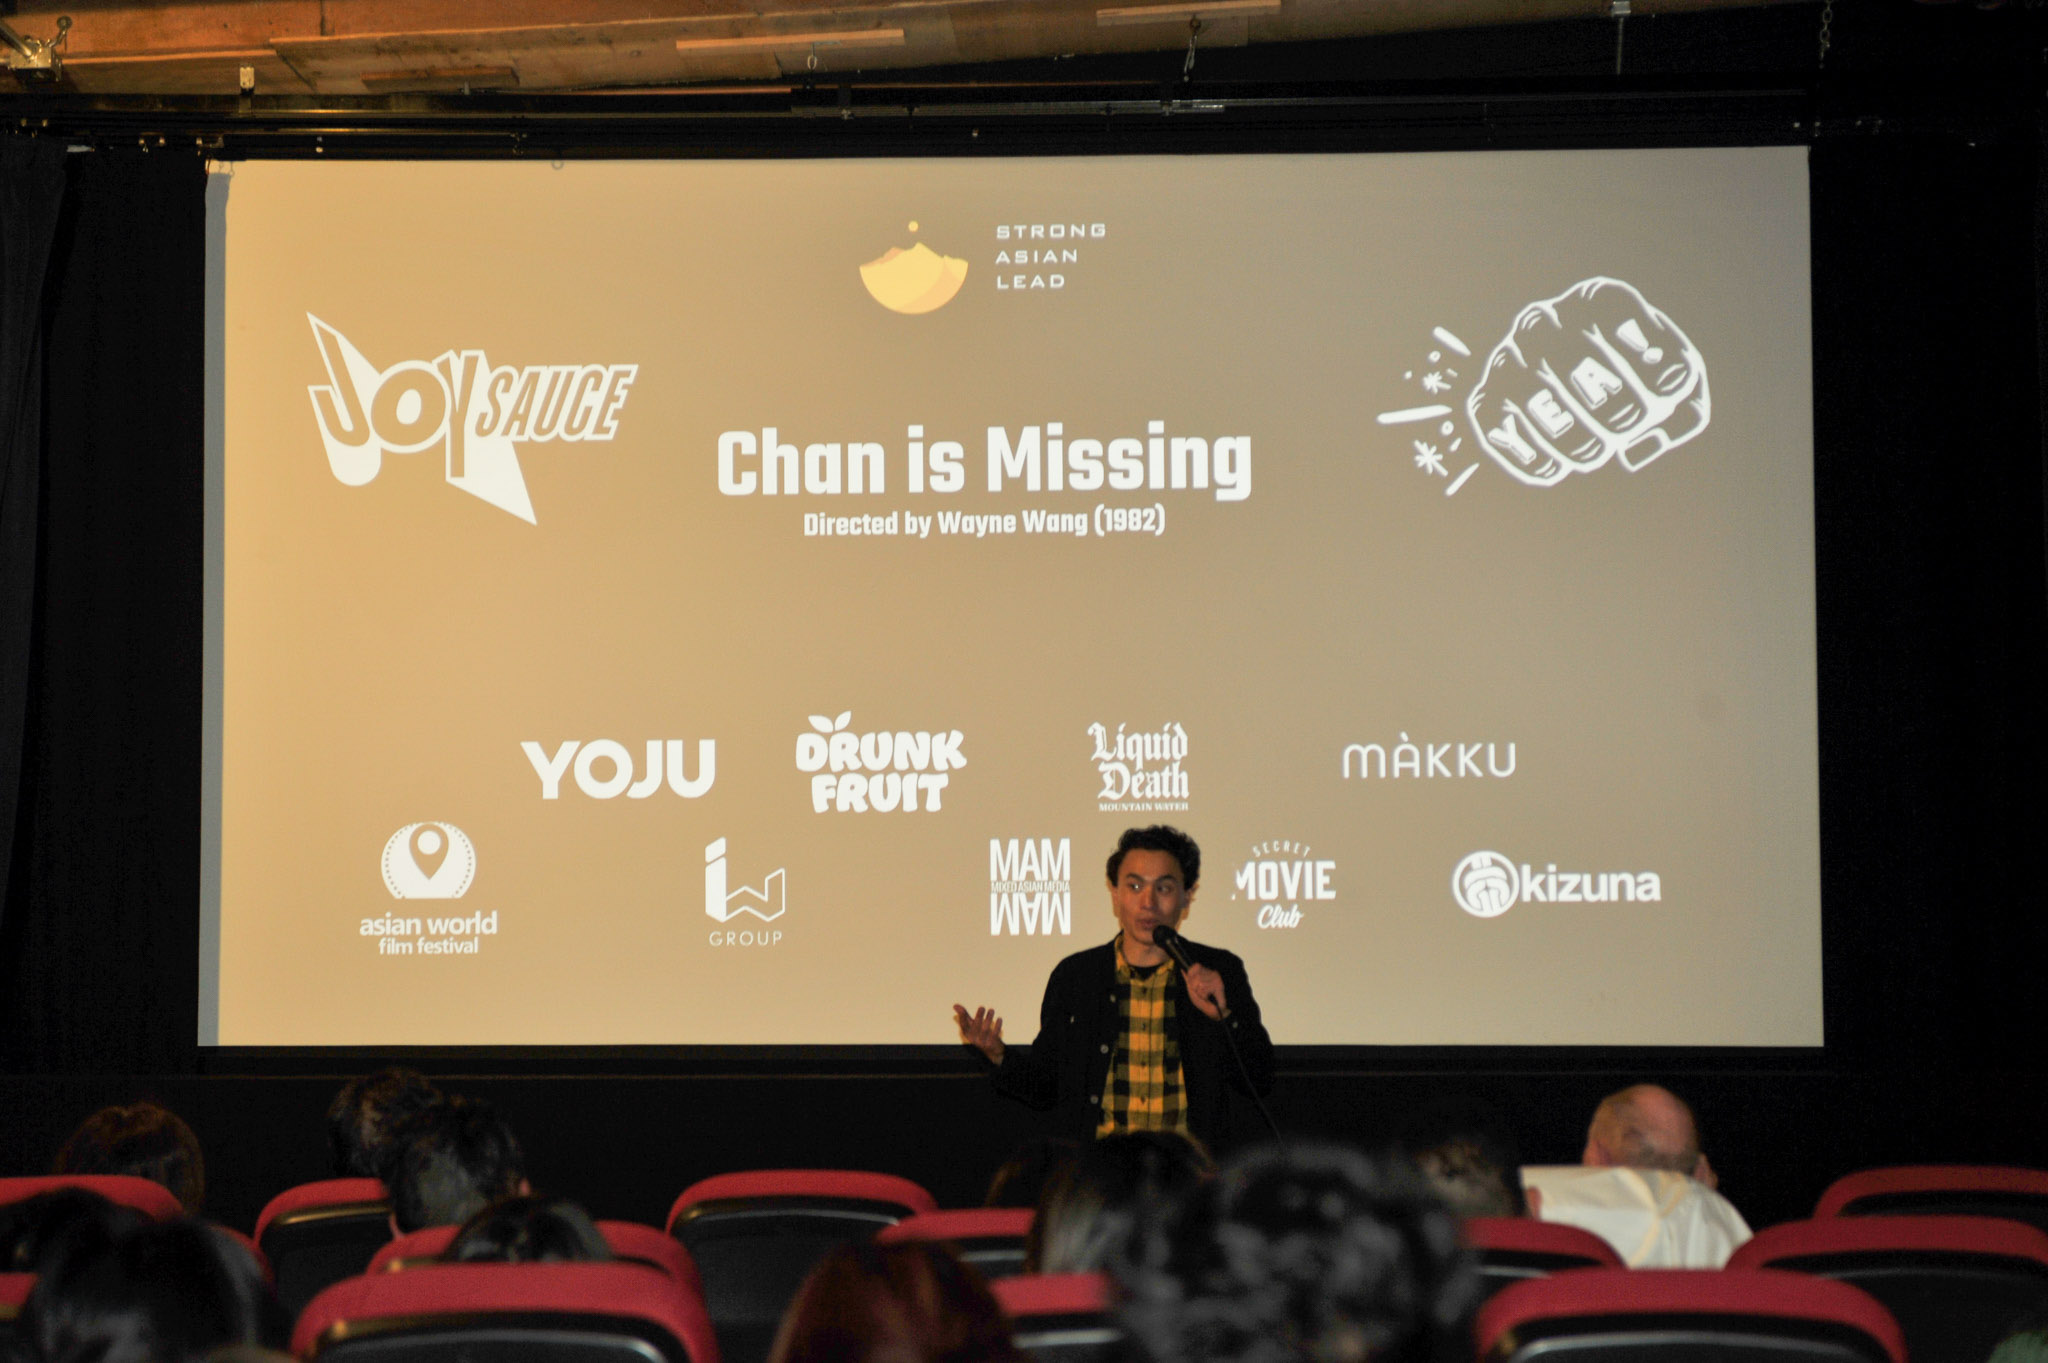 STRONG
ASIAN
LEAD
JOYSAUCE
YEA!
Chan is Missing
Directed by Wayne Wang (1982)
YOJU
DRUNK
FRUIT
Liquid
Death
MOUNTAIN WATER
MÀKKU
asian world
film festival
iw
GROUP
MAM
MIXED ASIAN MEDIA
MAM
SECRET
MOVIE
Club
kizuna